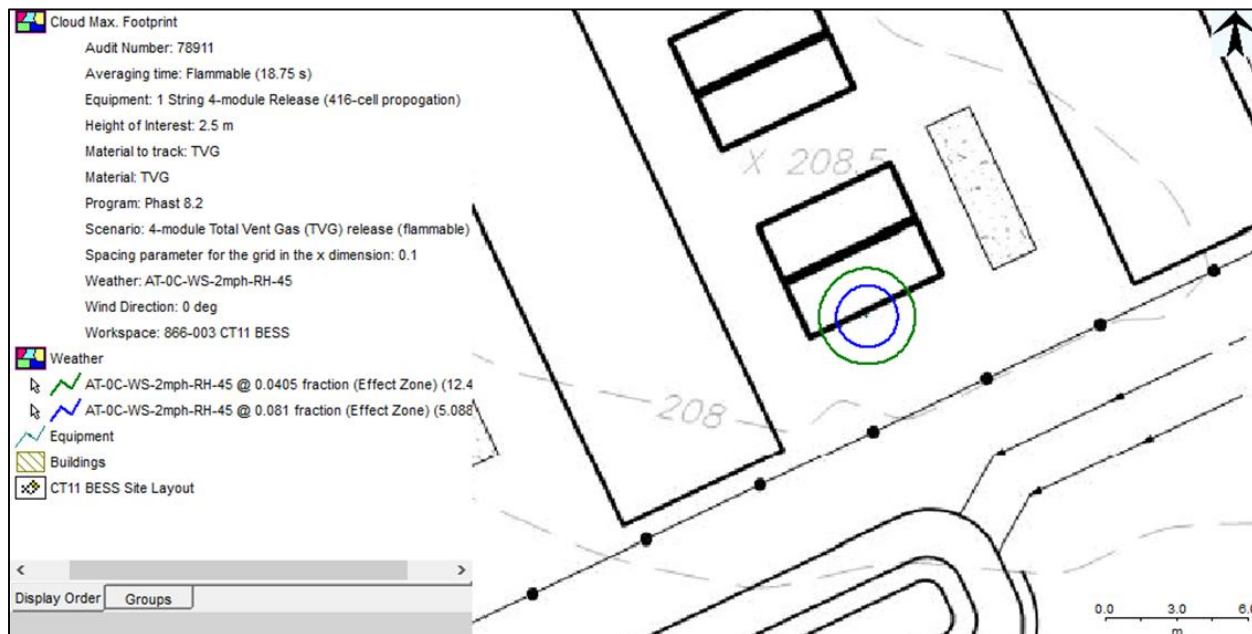 Cloud Max. Footprint
Audit Number: 78911
Averaging time: Flammable (18.75 s)
Equipment: 1 String 4-module Release (416-cell propogation)
Height of Interest: 2.5 m
Material to track: TVG
Material: TVG
Program: Phast 8.2
Scenario: 4-module Total Vent Gas (TVG) release (flammable)
Spacing parameter for the grid in the x dimension: 0.1
Weather: AT-0C-WS-2mph-RH-45
Wind Direction: 0 deg
Workspace: 866-003 CT11 BESS
Weather
AT-0C-WS-2mph-RH-45 @ 0.0405 fraction (Effect Zone) (12.4
AT-0C-WS-2mph-RH-45 @ 0.081 fraction (Effect Zone) (5.088
Equipment
Buildings
CT11 BESS Site Layout
Display Order
Groups
X 208.5
208
0.0 3.0 6.0
m